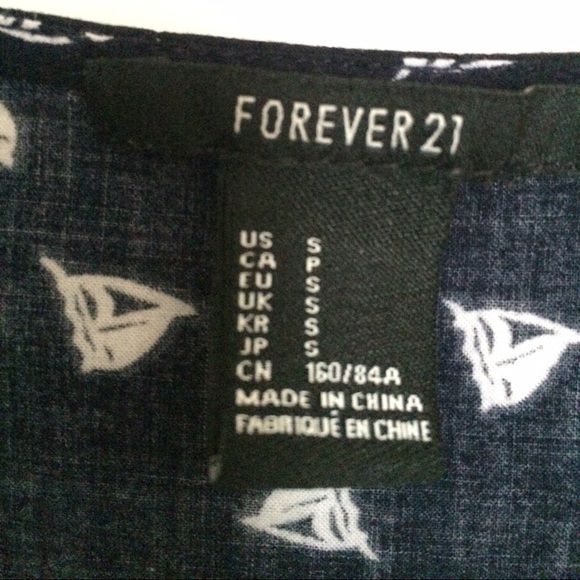 FOREVER 21
US S
CA P
EU S
UK S
KR S
JP S
CN 160/84A
MADE IN CHINA
FABRIQUÉ EN CHINE